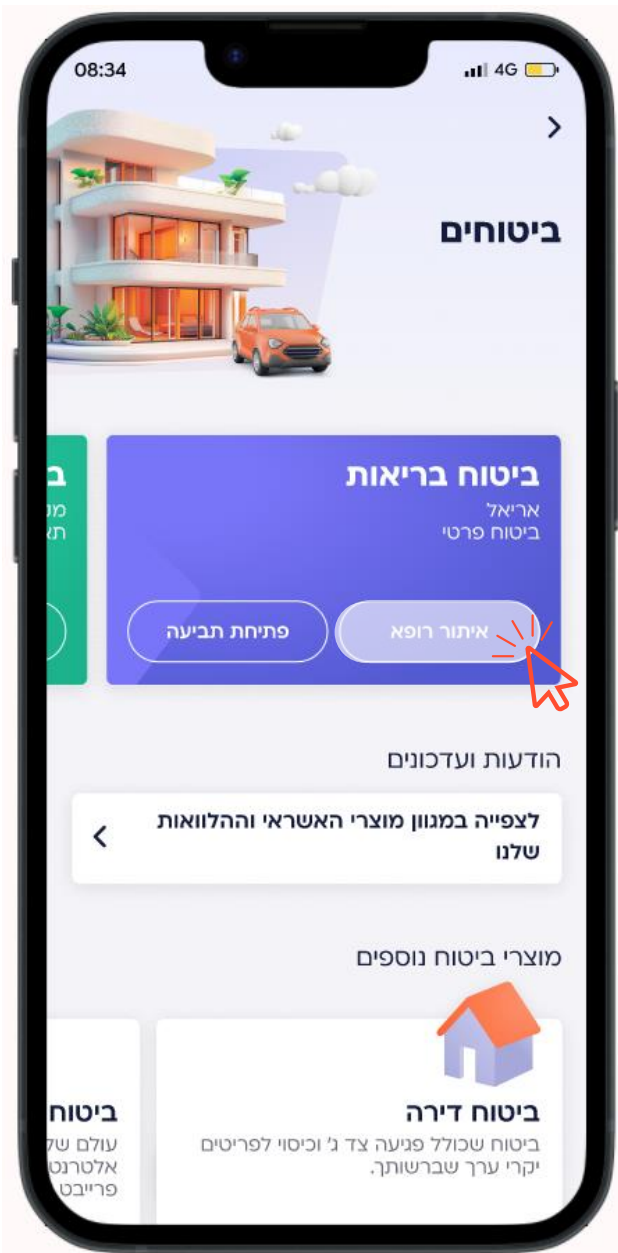 08:34
4G
ביטוחים
ביטוח בריאות
אריאל
ביטוח פרטי
איתור רופא
פתיחת תביעה
הודעות ועדכונים
לצפייה במגוון מוצרי האשראי וההלוואות
שלנו
מוצרי ביטוח נוספים
ביטוח דירה
ביטוח שכולל פגיעה צד ג' וכיסוי לפריטים
יקרי ערך שברשותך.
ביטוח
עולם של
אלטרנט
פרייבט